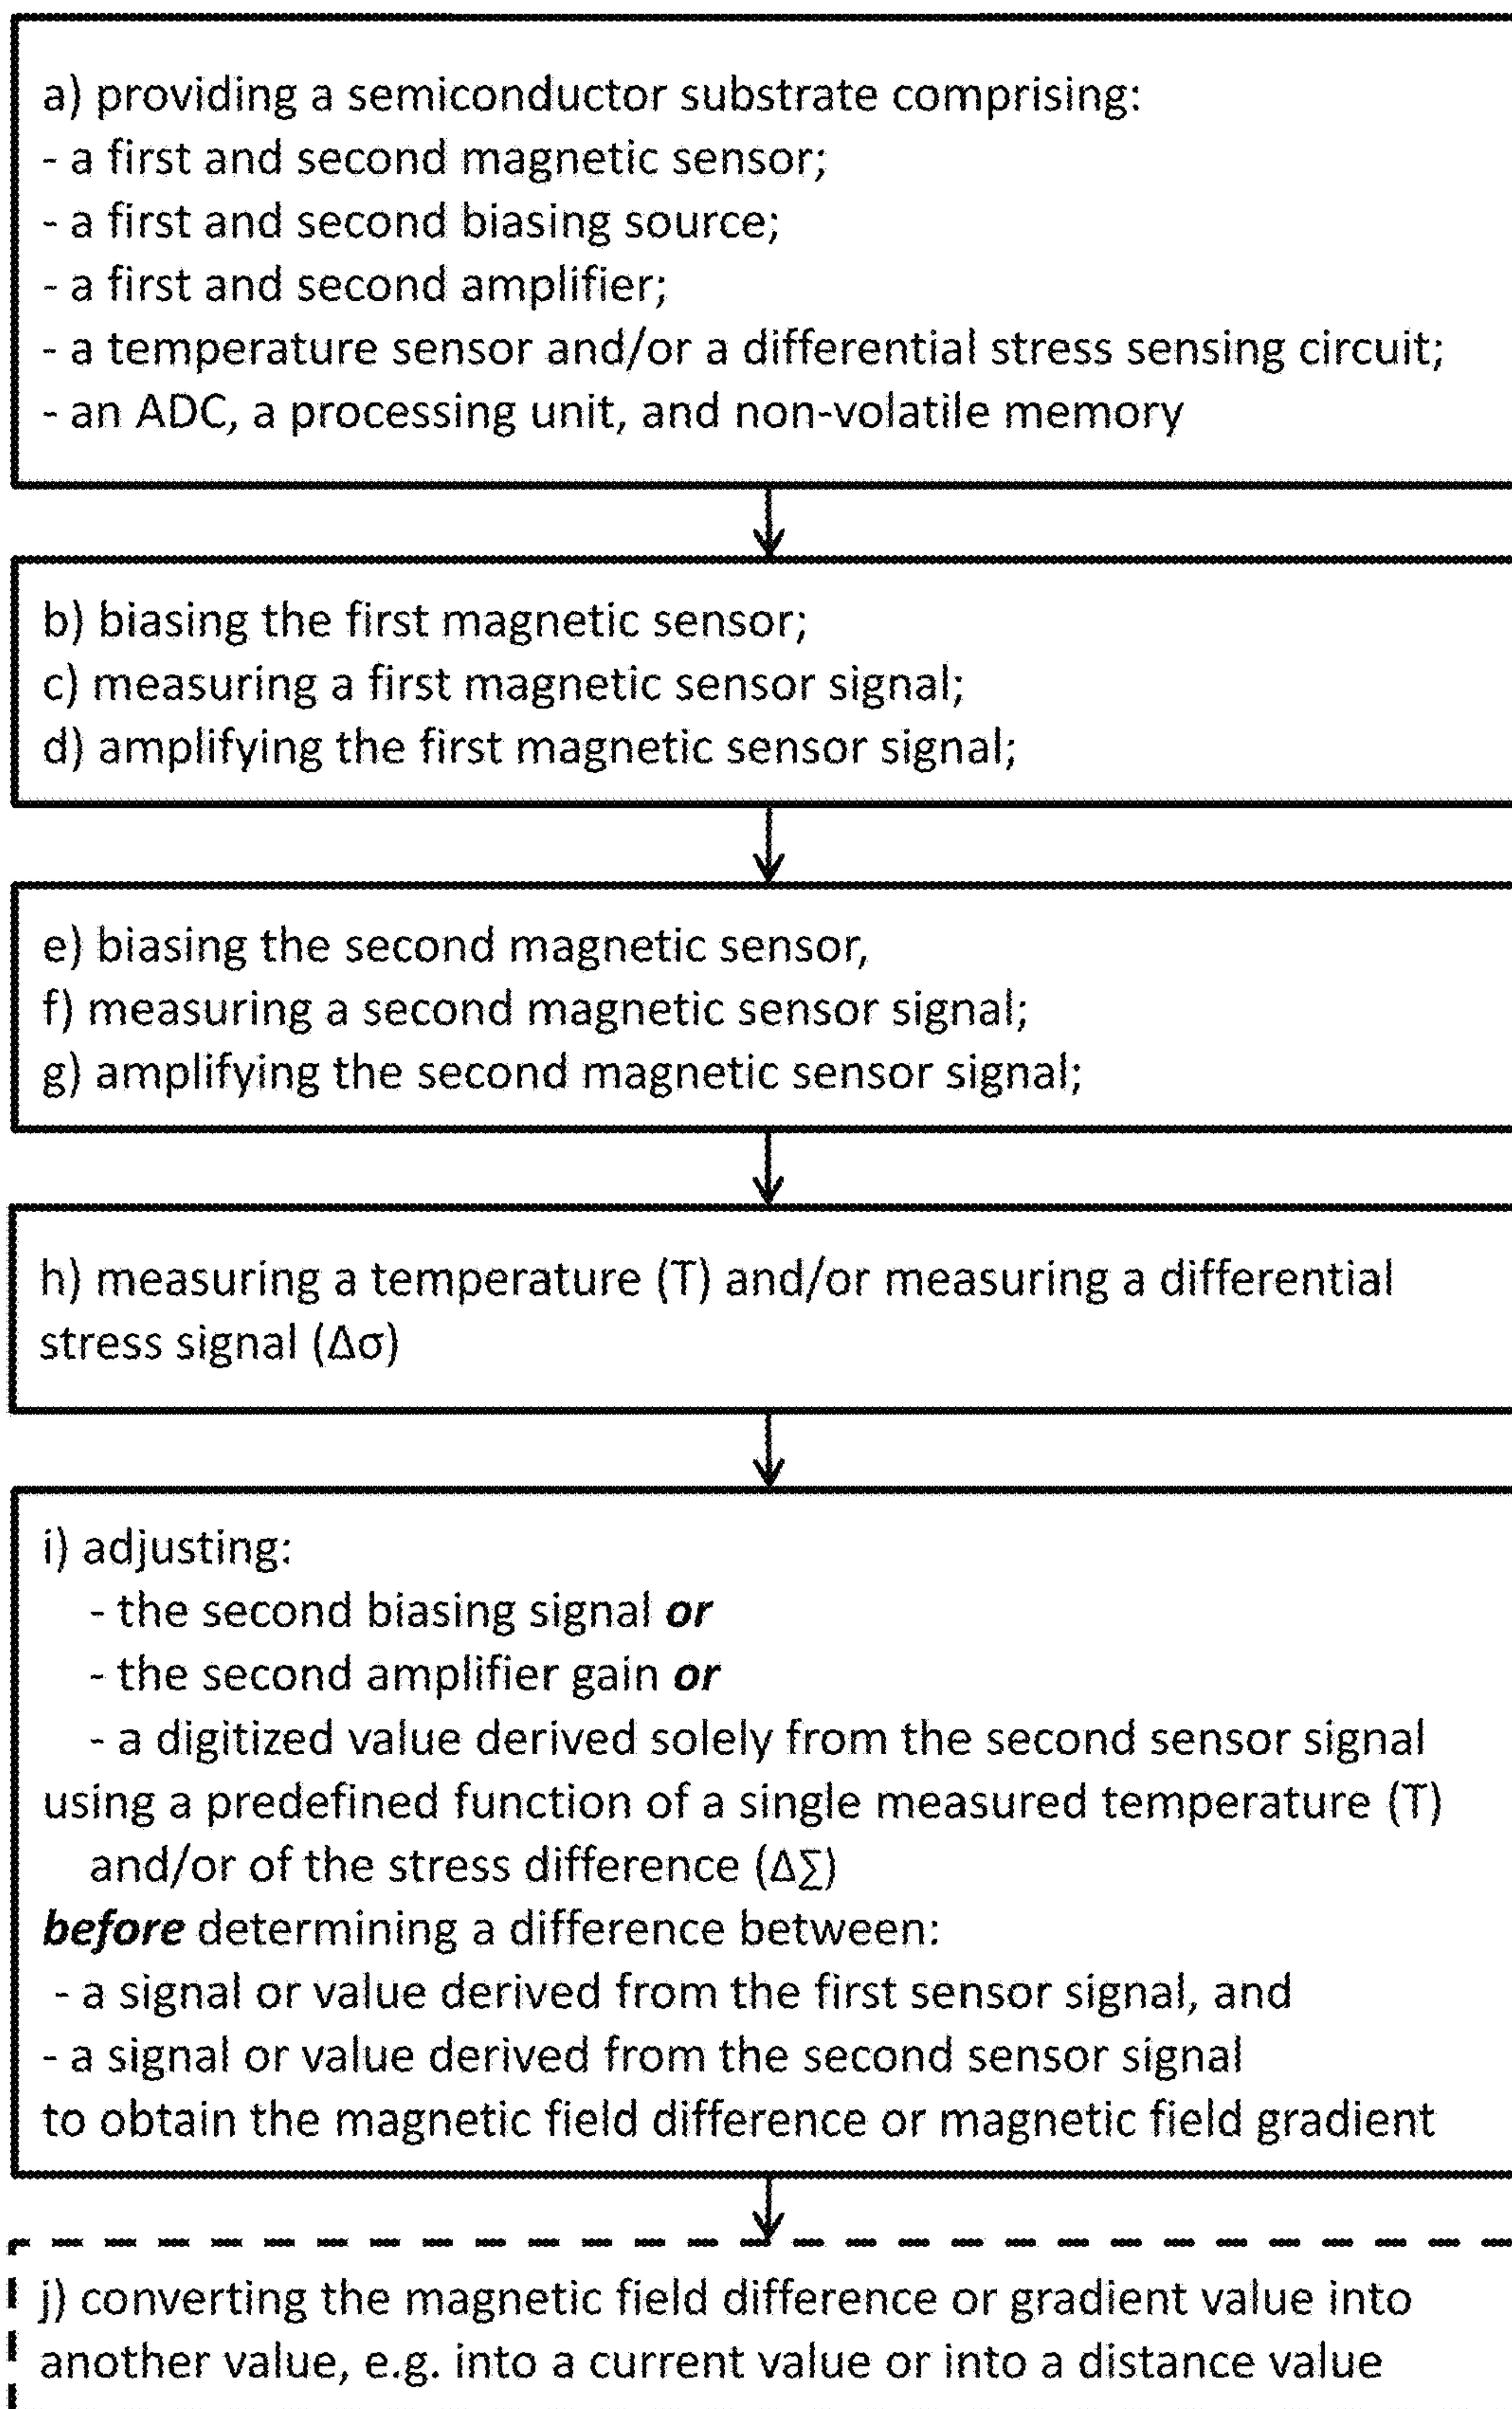 a) providing a semiconductor substrate comprising:
- a first and second magnetic sensor;
- a first and second biasing source;
- a first and second amplifier;
- a temperature sensor and/or a differential stress sensing circuit;
- an ADC, a processing unit, and non-volatile memory
b) biasing the first magnetic sensor;
c) measuring a first magnetic sensor signal;
d) amplifying the first magnetic sensor signal;
e) biasing the second magnetic sensor,
f) measuring a second magnetic sensor signal;
g) amplifying the second magnetic sensor signal;
h) measuring a temperature (T) and/or measuring a differential
stress signal (Δσ)
i) adjusting:
- the second biasing signal or
- the second amplifier gain or
- a digitized value derived solely from the second sensor signal
using a predefined function of a single measured temperature (T)
and/or of the stress difference (Δ∑)
before determining a difference between:
- a signal or value derived from the first sensor signal, and
- a signal or value derived from the second sensor signal
to obtain the magnetic field difference or magnetic field gradient
j) converting the magnetic field difference or gradient value into
another value, e.g. into a current value or into a distance value